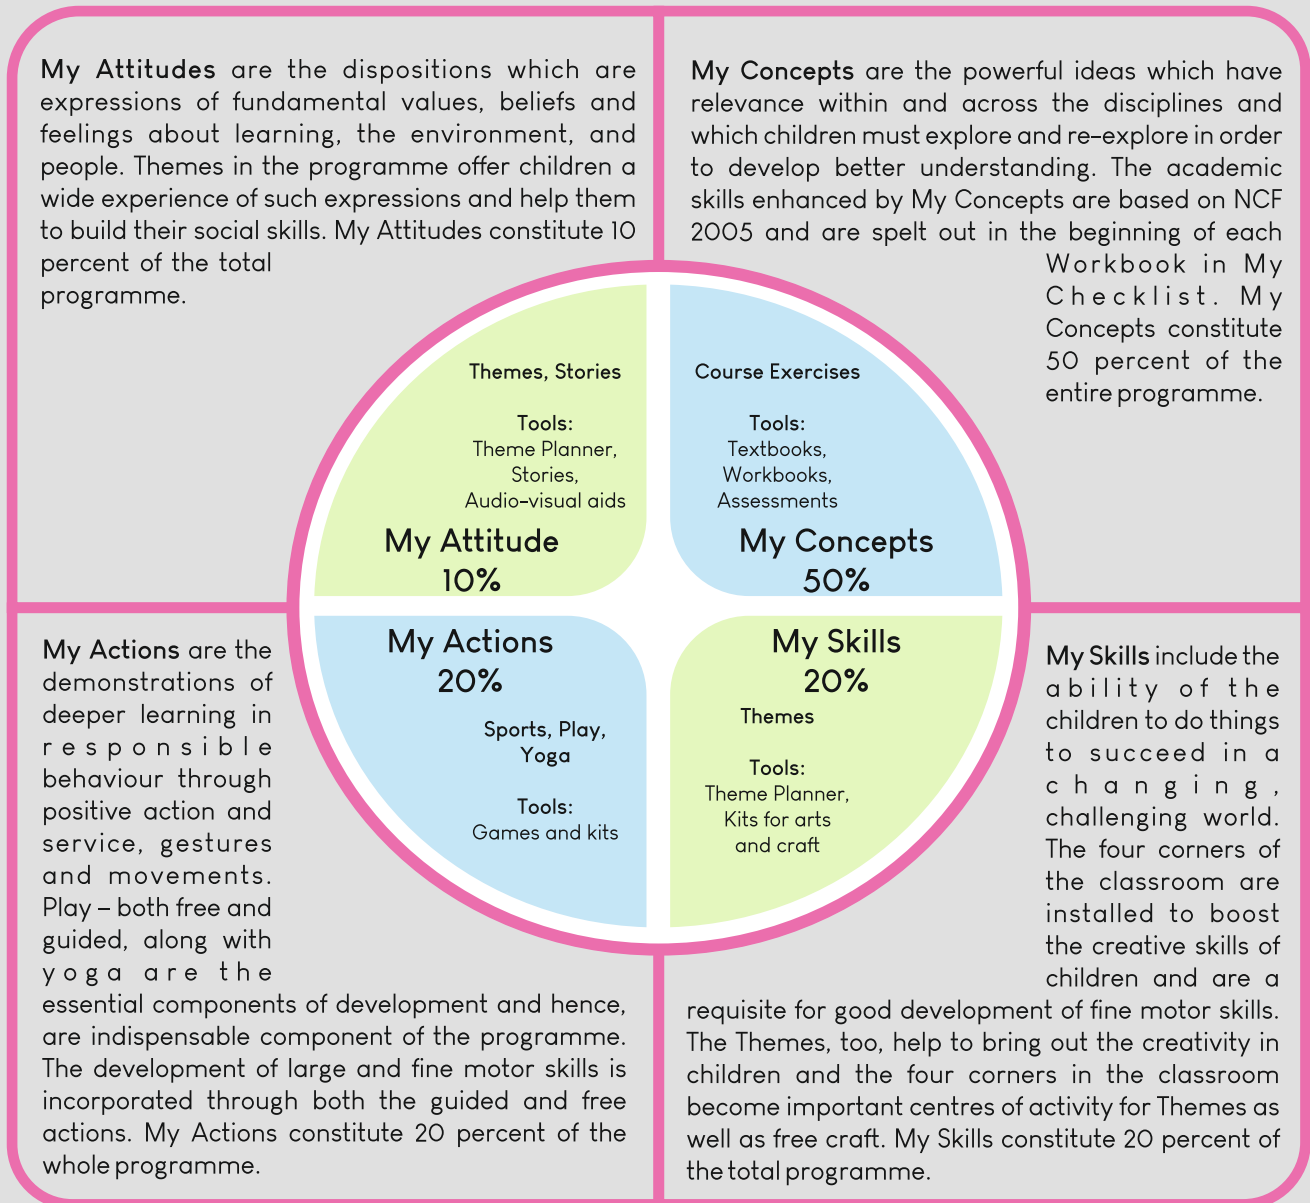 My Attitudes are the dispositions which are
expressions of fundamental values, beliefs and
feelings about learning, the environment, and
people. Themes in the programme offer children a
wide experience of such expressions and help them
to build their social skills. My Attitudes constitute 10
percent of the total
programme.
My Concepts are the powerful ideas which have
relevance within and across the disciplines and
which children must explore and re-explore in order
to develop better understanding. The academic
skills enhanced by My Concepts are based on NCF
2005 and are spelt out in the beginning of each
Workbook in My
Checklist. My
Concepts constitute
50 percent of the
entire programme.
Themes, Stories
Tools:
Theme Planner,
Stories,
Audio-visual aids
My Attitude
10%
Course Exercises
Tools:
Textbooks,
Workbooks,
Assessments
My Concepts
50%
My Actions
20%
Sports, Play,
Yoga
Tools:
Games and kits
My Skills
20%
Themes
Tools:
Theme Planner,
Kits for arts
and craft
My Actions are the
demonstrations of
deeper learning in
responsible
behaviour through
positive action and
service, gestures
and movements.
Play – both free and
guided, along with
yoga are the
essential components of development and hence,
are indispensable component of the programme.
The development of large and fine motor skills is
incorporated through both the guided and free
actions. My Actions constitute 20 percent of the
whole programme.
My Skills include the
ability of the
children to do things
to succeed in a
changing,
challenging world.
The four corners of
the classroom are
installed to boost
the creative skills of
children and are a
requisite for good development of fine motor skills.
The Themes, too, help to bring out the creativity in
children and the four corners in the classroom
become important centres of activity for Themes as
well as free craft. My Skills constitute 20 percent of
the total programme.